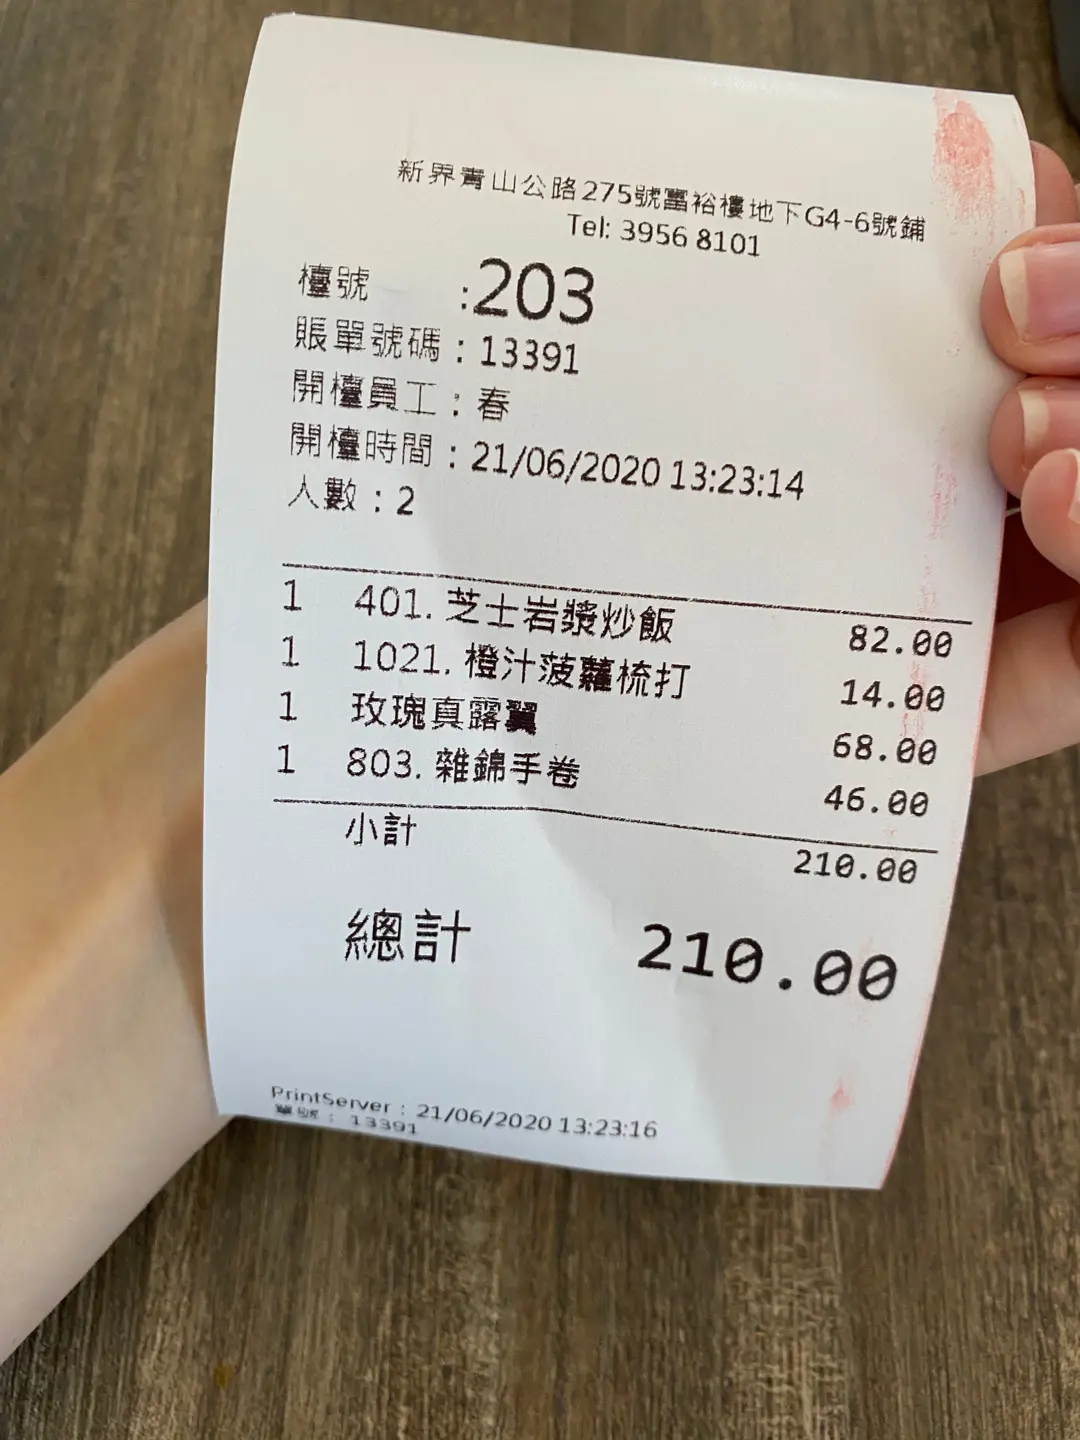 新界青山公路275號富裕樓地下G4-6號鋪
Tel: 3956 8101
檯號 :203
賬單號碼 : 13391
開檯員工 : 春
開檯時間 : 21/06/2020 13:23:14
人數 : 2
1 401. 芝士岩漿炒飯 82.00
1 1021. 橙汁菠蘿梳打 14.00
1 玫瑰真露翼 68.00
1 803. 雜錦手卷 46.00
小計 210.00
總計 210.00
PrintServer : 21/06/2020 13:23:16
單號 : 13391